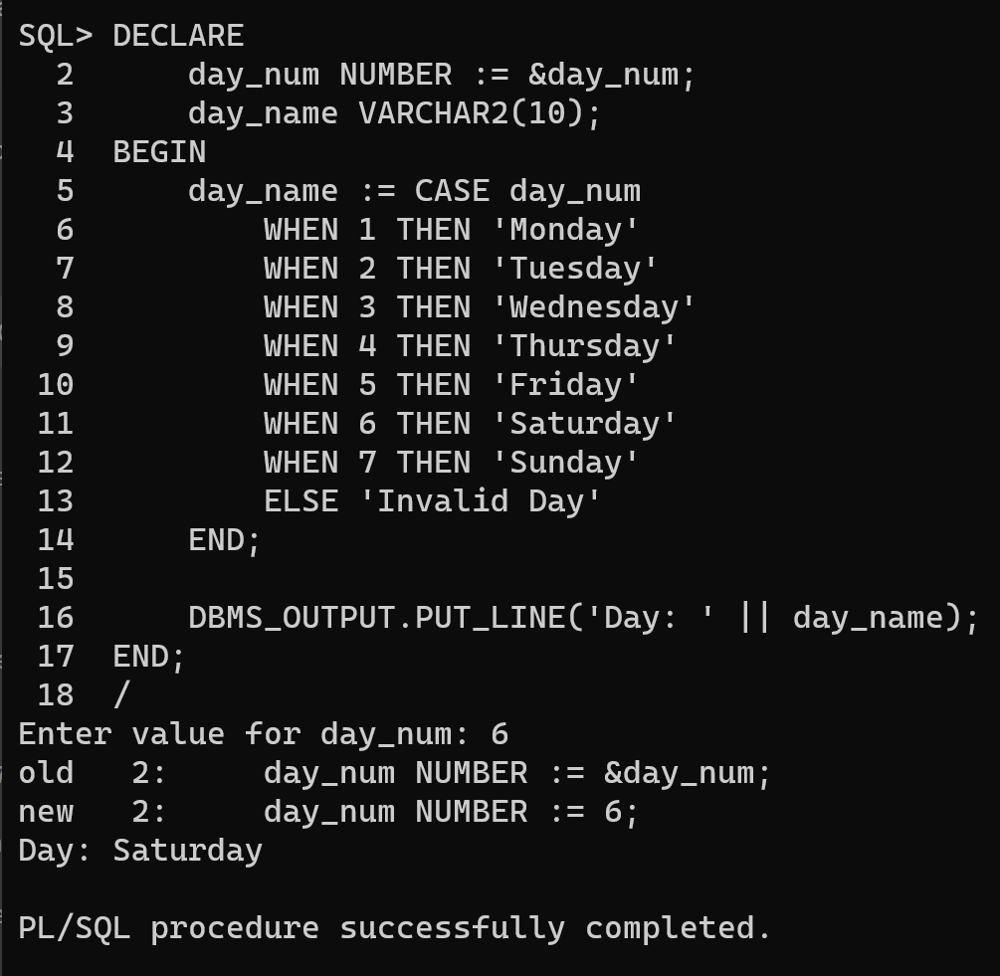 SQL> DECLARE
  2      day_num NUMBER := &day_num;
  3      day_name VARCHAR2(10);
  4  BEGIN
  5      day_name := CASE day_num
  6          WHEN 1 THEN 'Monday'
  7          WHEN 2 THEN 'Tuesday'
  8          WHEN 3 THEN 'Wednesday'
  9          WHEN 4 THEN 'Thursday'
 10          WHEN 5 THEN 'Friday'
 11          WHEN 6 THEN 'Saturday'
 12          WHEN 7 THEN 'Sunday'
 13          ELSE 'Invalid Day'
 14      END;
 15
 16      DBMS_OUTPUT.PUT_LINE('Day: ' || day_name);
 17  END;
 18  /
Enter value for day_num: 6
old   2:     day_num NUMBER := &day_num;
new   2:     day_num NUMBER := 6;
Day: Saturday

PL/SQL procedure successfully completed.